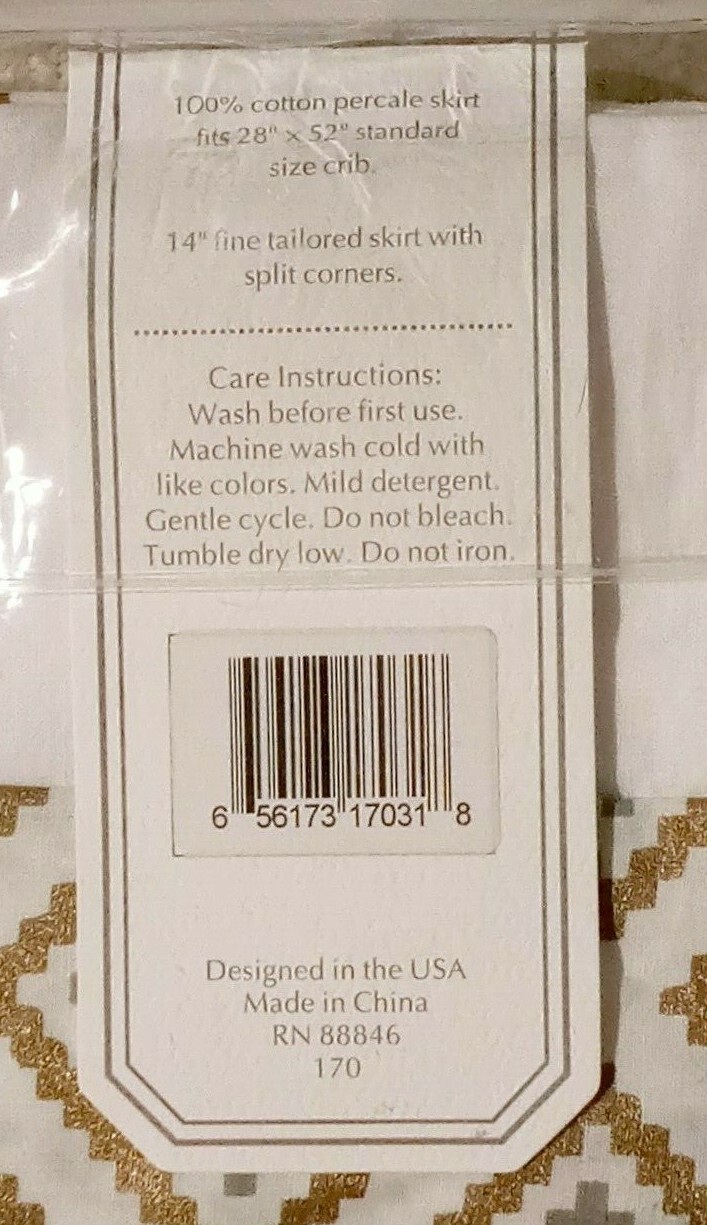 100% cotton percale skirt
fits 28" x 52" standard
size crib.
14" fine tailored skirt with
split corners.
Care Instructions:
Wash before first use.
Machine wash cold with
like colors. Mild detergent.
Gentle cycle. Do not bleach.
Tumble dry low. Do not iron.
6 56173 17031 8
Designed in the USA
Made in China
RN 88846
170